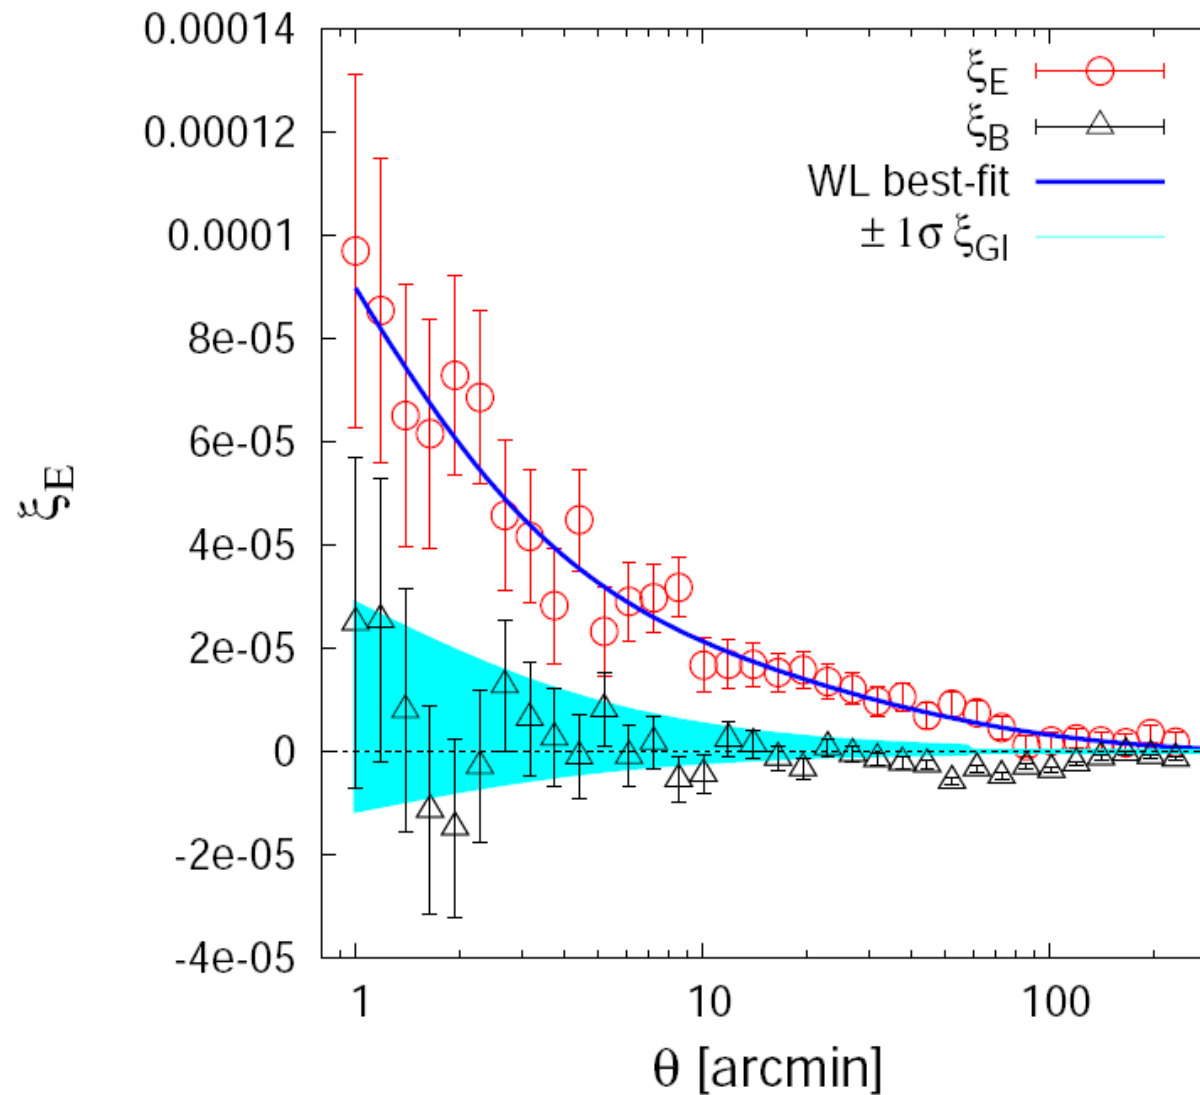 0.00014
0.00012
0.0001
8e-05
6e-05
4e-05
2e-05
0
-2e-05
-4e-05
ξE
ξE
ξB
WL best-fit
± 1σ ξGI
1 10 100
θ [arcmin]